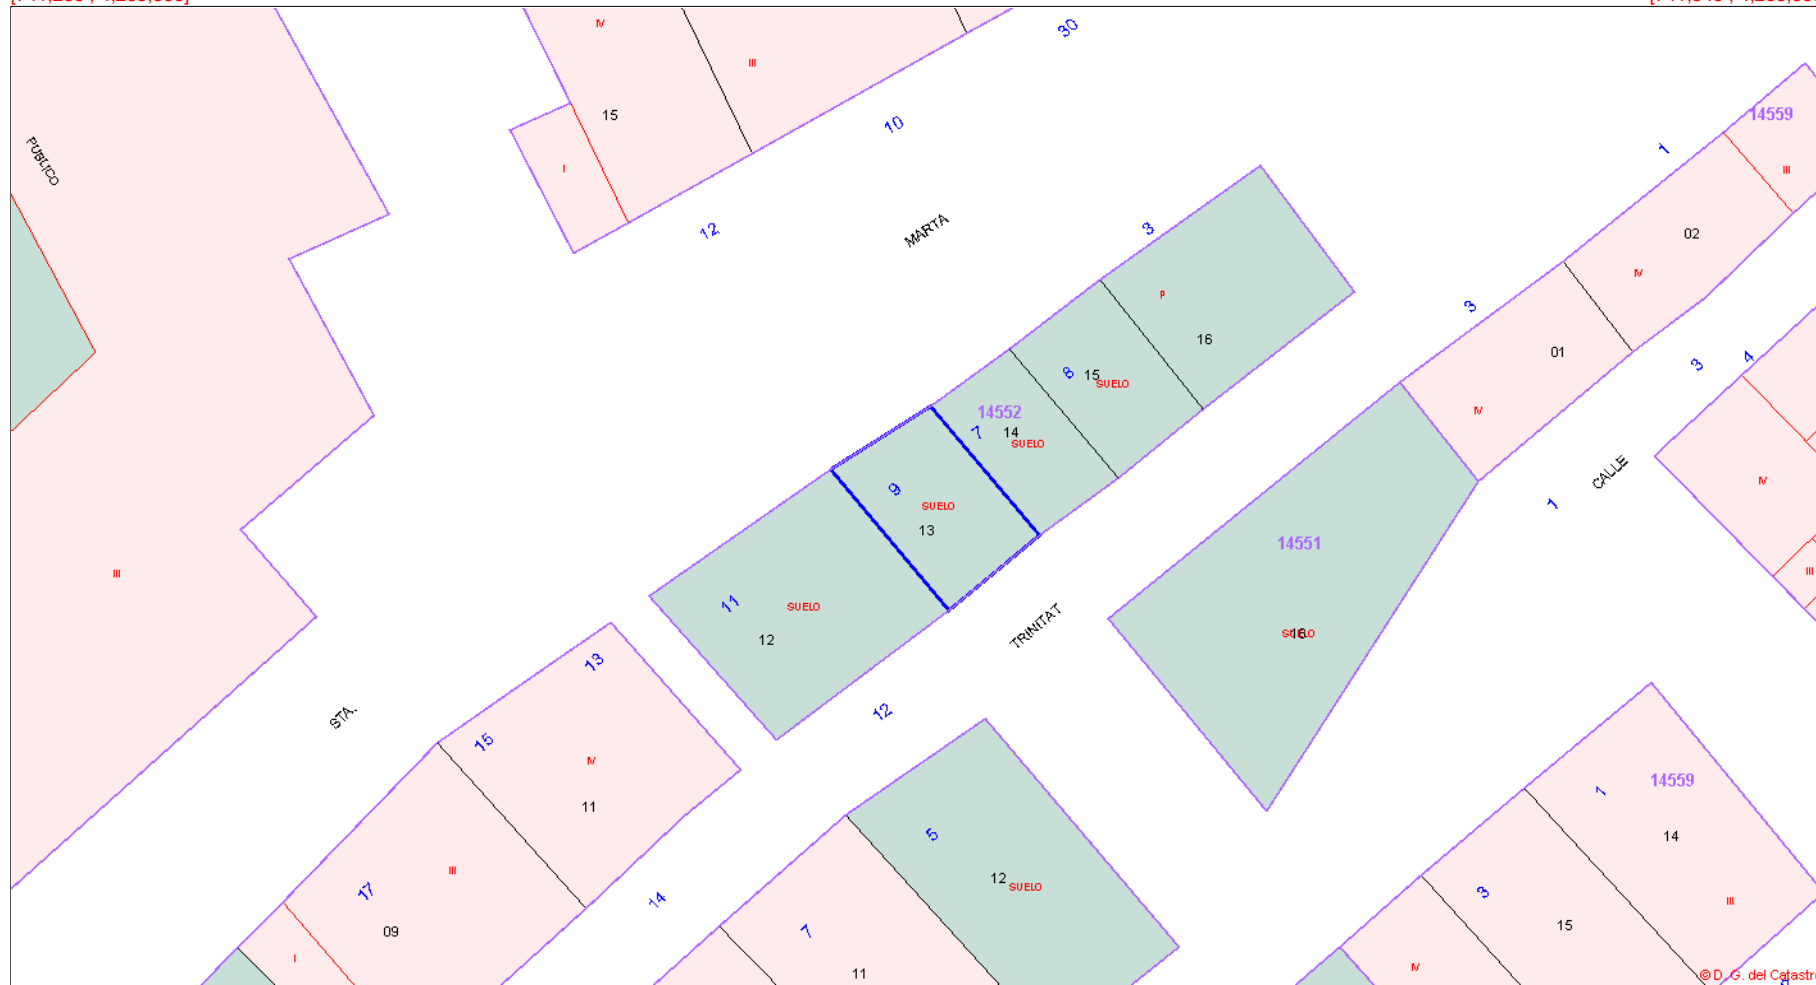 IV
30
III
15
10
14559
PUBLICO
1
I
III
12
MARTA
3
02
IV
P
3
16
01
3
4
8
15
SUELO
IV
14552
7
14
SUELO
CALLE
IV
9
SUELO
13
1
14551
III
III
11
SUELO
12
TRINITAT
SUELO
13
STA.
12
15
IV
14559
1
11
5
14
III
12
SUELO
17
14
3
III
09
7
15
I
11
IV
© D. G. del Catastr